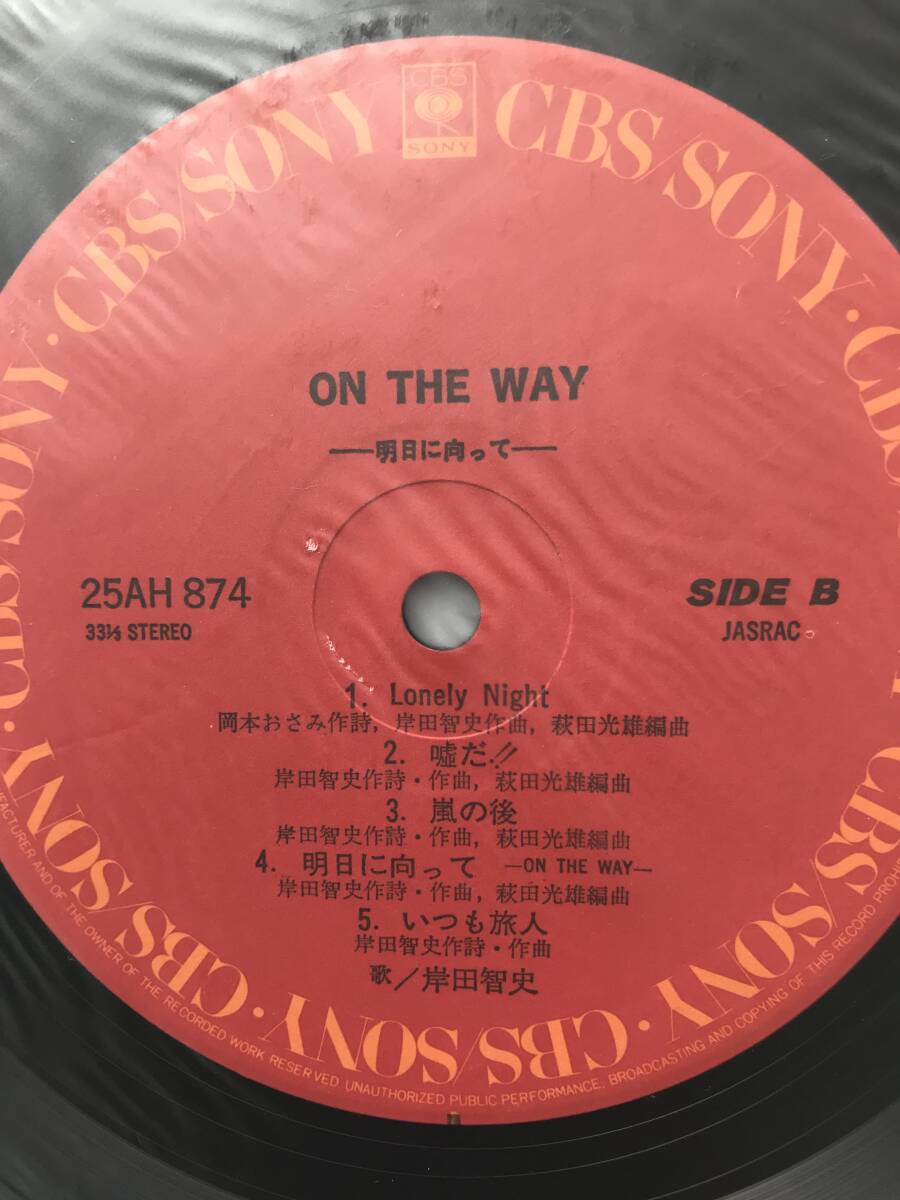 CBS
SONY
CBS/SONY · CBS/SONY · CBS/SONY · CBS/SONY · CBS/SONY · CBS/SONY · CBS/SONY
ON THE WAY
——明日に向って——
25AH 874
33⅓ STEREO
SIDE B
JASRAC
1. Lonely Night
岡本おさみ作詩, 岸田智史作曲, 萩田光雄編曲
2. 嘘だ!!
岸田智史作詩・作曲, 萩田光雄編曲
3. 嵐の後
岸田智史作詩・作曲, 萩田光雄編曲
4. 明日に向って —ON THE WAY—
岸田智史作詩・作曲, 萩田光雄編曲
5. いつも旅人
岸田智史作詩・作曲
歌／岸田智史
AND OF THE OWNER OF THE RECORDED WORK RESERVED UNAUTHORIZED PUBLIC PERFORMANCE. BROADCASTING AND COPYING OF THIS RECORD